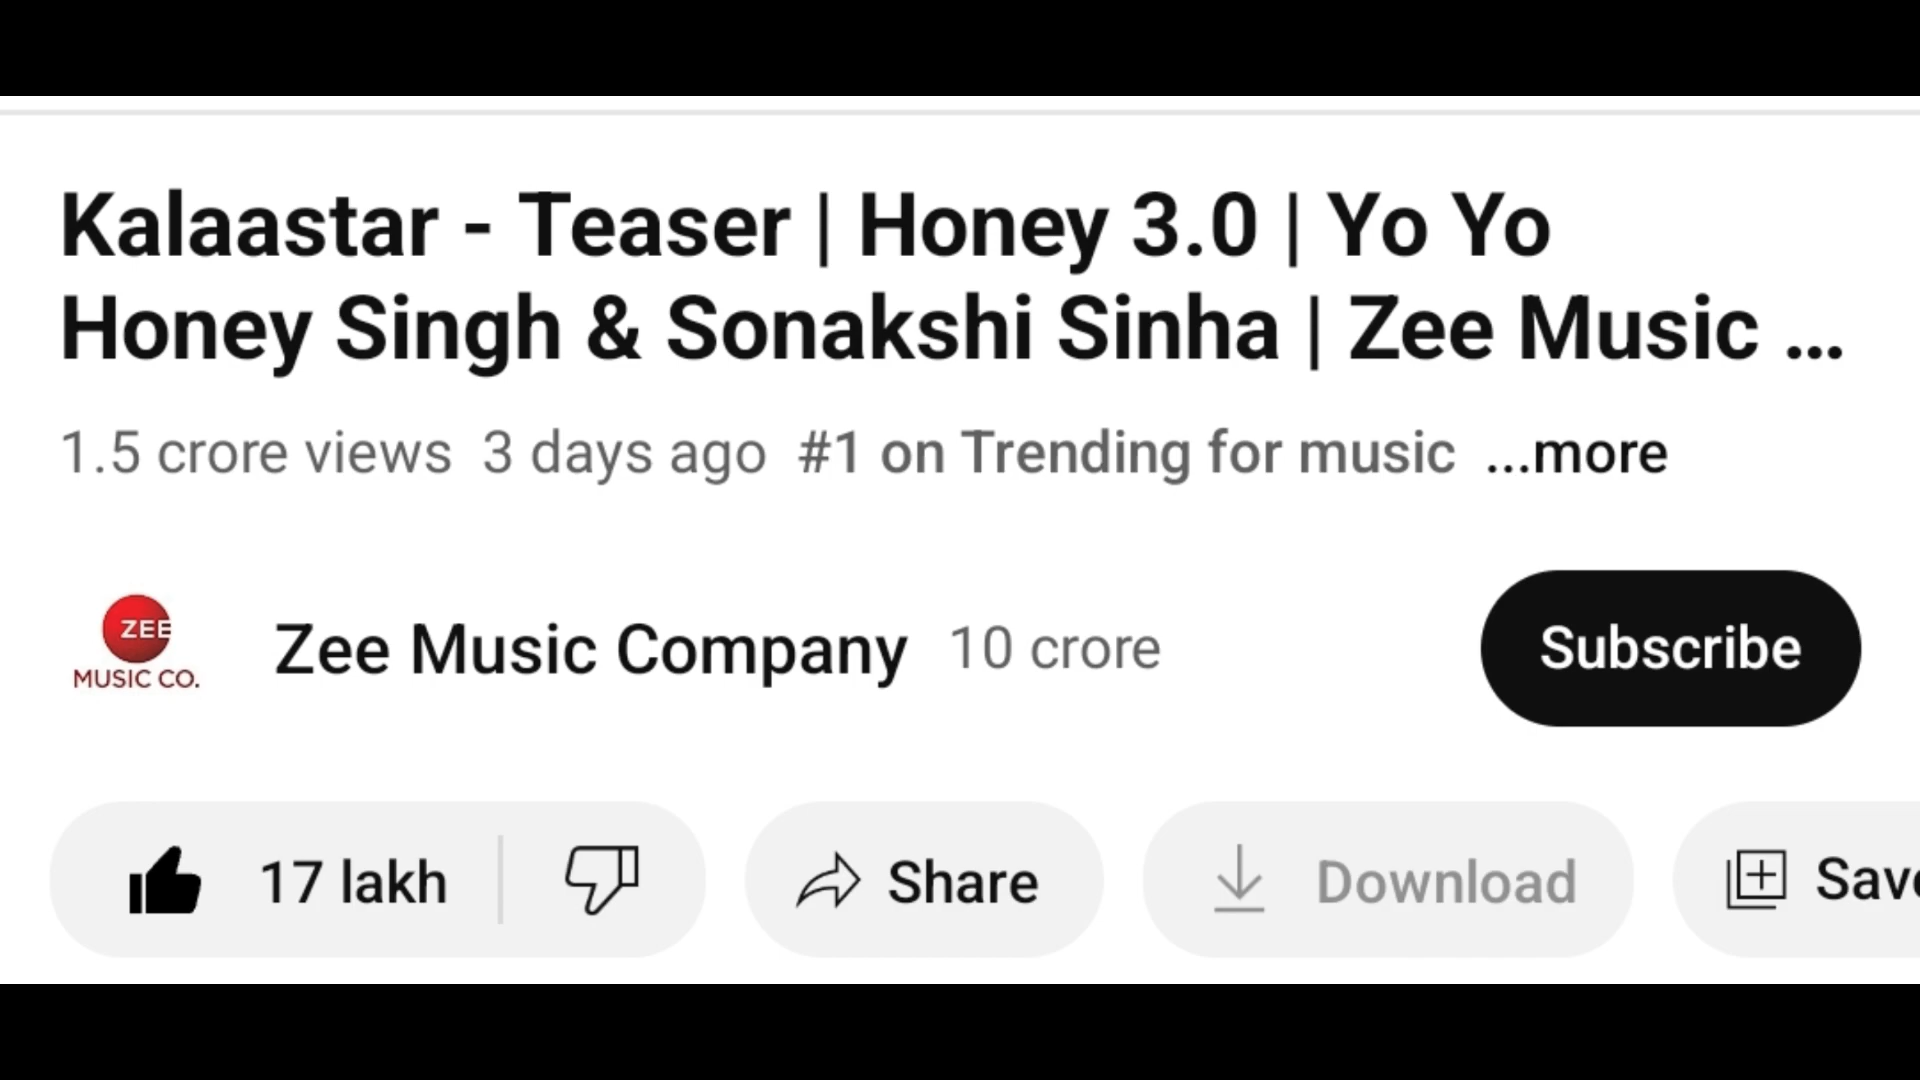 Kalaastar - Teaser | Honey 3.0 | Yo Yo
Honey Singh & Sonakshi Sinha | Zee Music ...
1.5 crore views 3 days ago #1 on Trending for music ...more
ZEE
MUSIC CO.
Zee Music Company 10 crore
Subscribe
17 lakh
Share
Download
Save